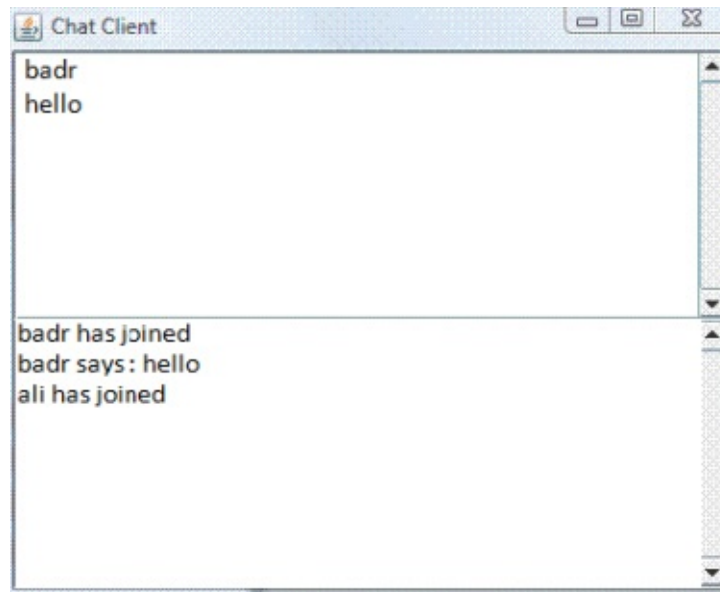 Chat Client
badr
hello
badr has joined
badr says: hello
ali has joined